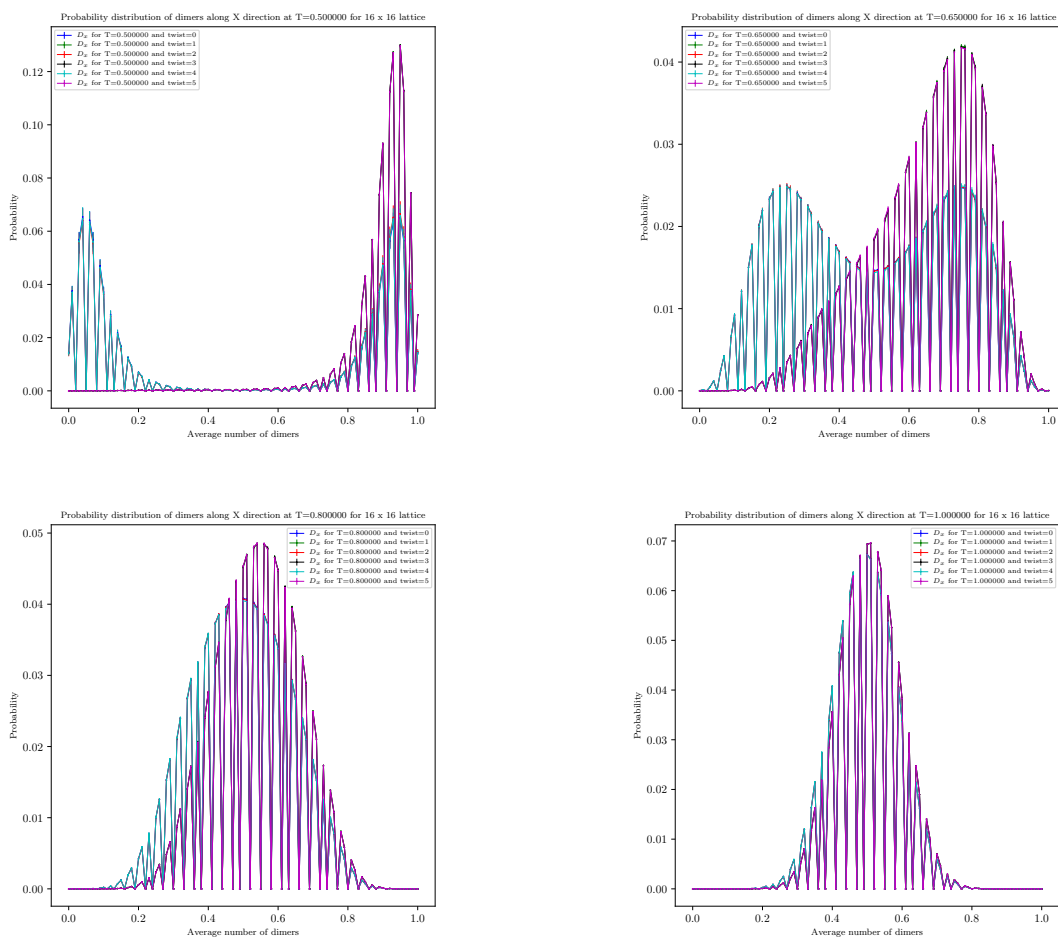 Probability distribution of dimers along X direction at T=0.500000 for 16 x 16 lattice
D_x for T=0.500000 and twist=0
D_x for T=0.500000 and twist=1
D_x for T=0.500000 and twist=2
D_x for T=0.500000 and twist=3
D_x for T=0.500000 and twist=4
D_x for T=0.500000 and twist=5
0.12
0.10
0.08
0.06
0.04
0.02
0.00
Probability
0.0 0.2 0.4 0.6 0.8 1.0
Average number of dimers
Probability distribution of dimers along X direction at T=0.650000 for 16 x 16 lattice
D_x for T=0.650000 and twist=0
D_x for T=0.650000 and twist=1
D_x for T=0.650000 and twist=2
D_x for T=0.650000 and twist=3
D_x for T=0.650000 and twist=4
D_x for T=0.650000 and twist=5
0.04
0.03
0.02
0.01
0.00
Probability
0.0 0.2 0.4 0.6 0.8 1.0
Average number of dimers
Probability distribution of dimers along X direction at T=0.800000 for 16 x 16 lattice
D_x for T=0.800000 and twist=0
D_x for T=0.800000 and twist=1
D_x for T=0.800000 and twist=2
D_x for T=0.800000 and twist=3
D_x for T=0.800000 and twist=4
D_x for T=0.800000 and twist=5
0.05
0.04
0.03
0.02
0.01
0.00
Probability
0.0 0.2 0.4 0.6 0.8 1.0
Average number of dimers
Probability distribution of dimers along X direction at T=1.000000 for 16 x 16 lattice
D_x for T=1.000000 and twist=0
D_x for T=1.000000 and twist=1
D_x for T=1.000000 and twist=2
D_x for T=1.000000 and twist=3
D_x for T=1.000000 and twist=4
D_x for T=1.000000 and twist=5
0.07
0.06
0.05
0.04
0.03
0.02
0.01
0.00
Probability
0.0 0.2 0.4 0.6 0.8 1.0
Average number of dimers